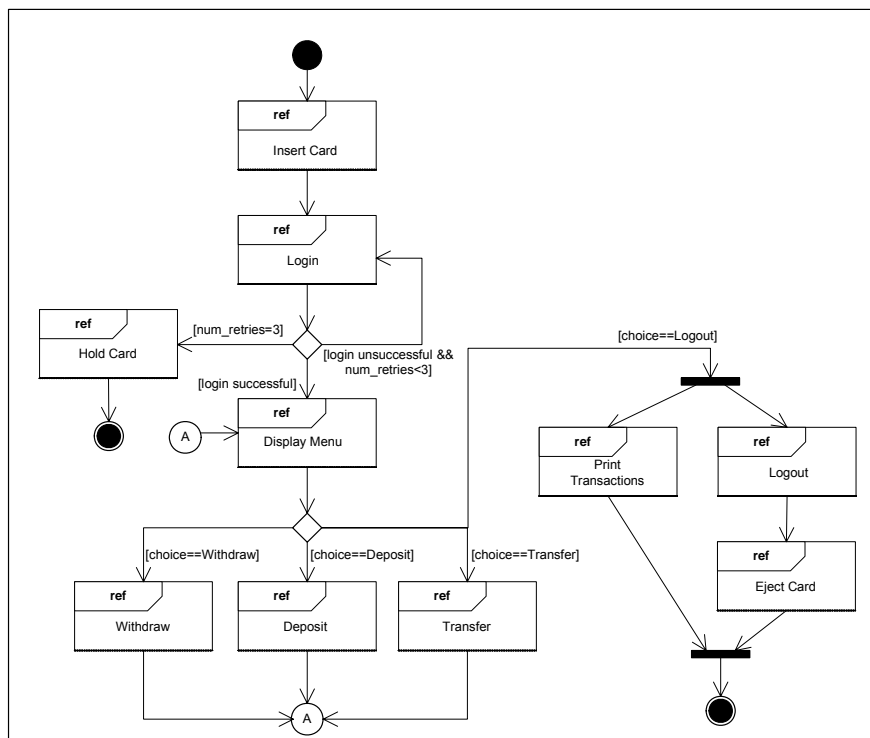 ref
Insert Card
ref
Login
[num_retries=3]
[login unsuccessful &&
num_retries<3]
ref
Hold Card
[login successful]
ref
Display Menu
A
[choice==Logout]
ref
Print
Transactions
ref
Logout
[choice==Withdraw]
[choice==Deposit]
[choice==Transfer]
ref
Withdraw
ref
Deposit
ref
Transfer
ref
Eject Card
A